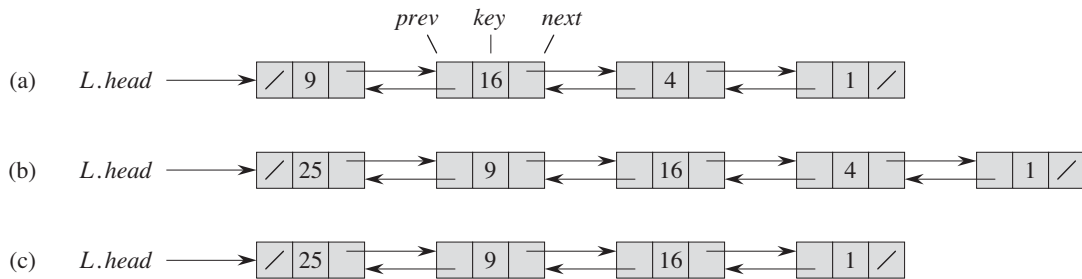 prev key next
(a) L.head / 9 16 4 1 /
(b) L.head / 25 9 16 4 1 /
(c) L.head / 25 9 16 1 /